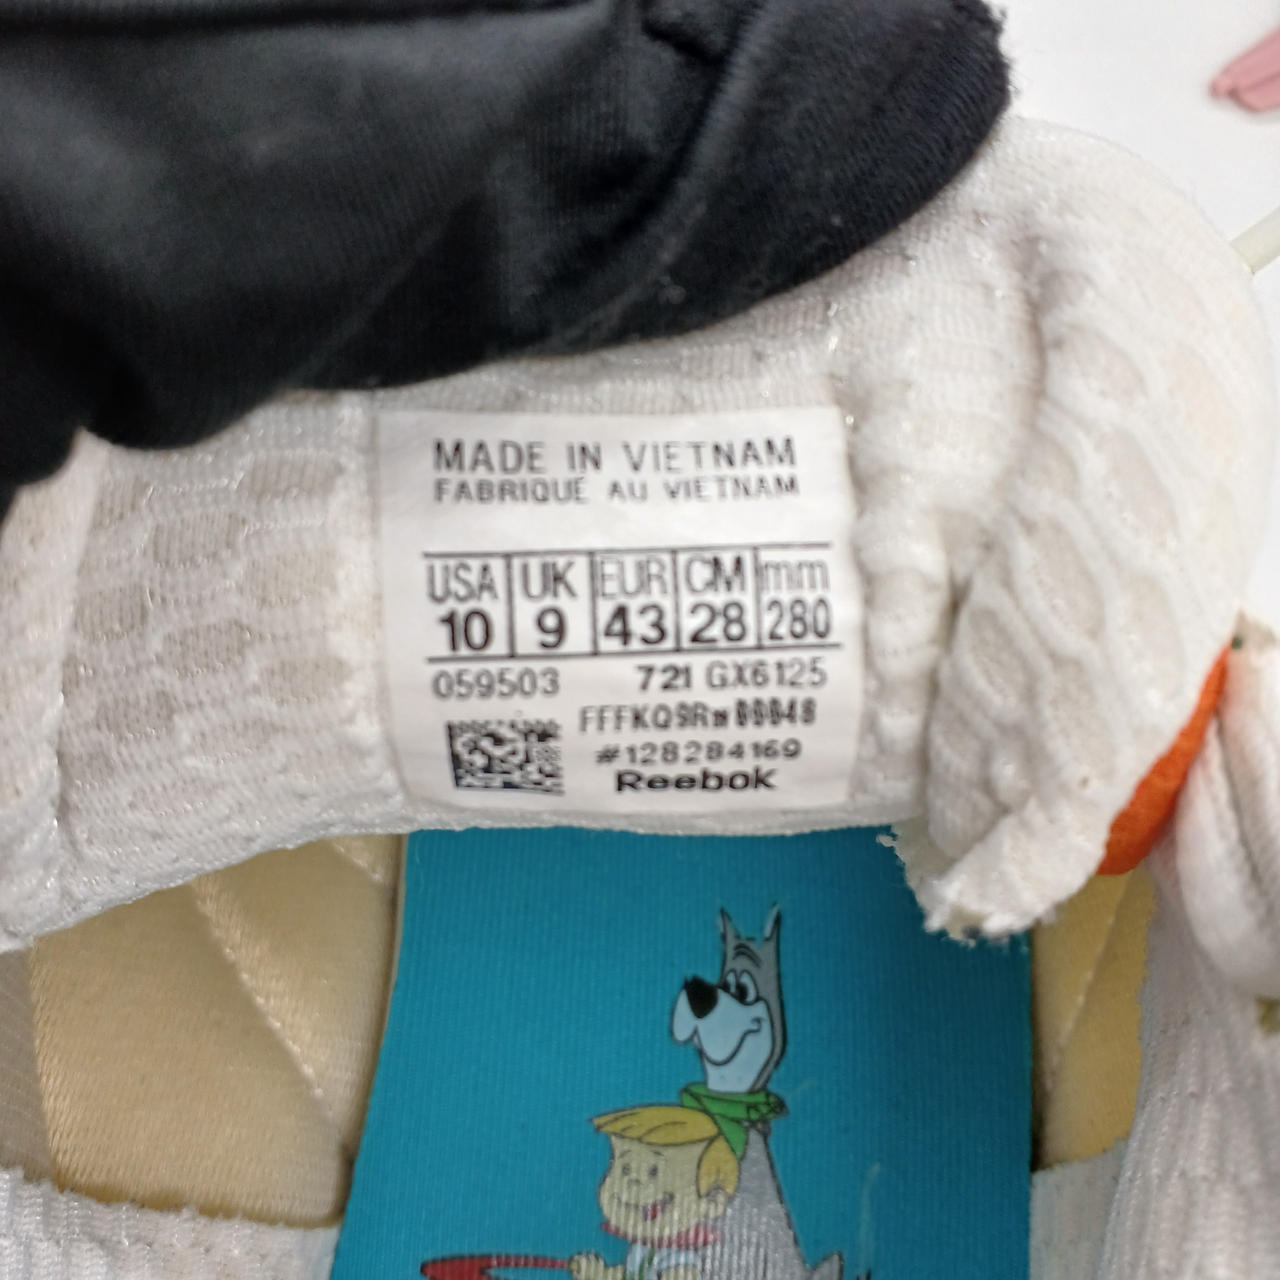 MADE IN VIETNAM
FABRIQUÉ AU VIETNAM
USA UK EUR CM mm
10 9 43 28 280
059503 721 GX6125
#128284169
Reebok